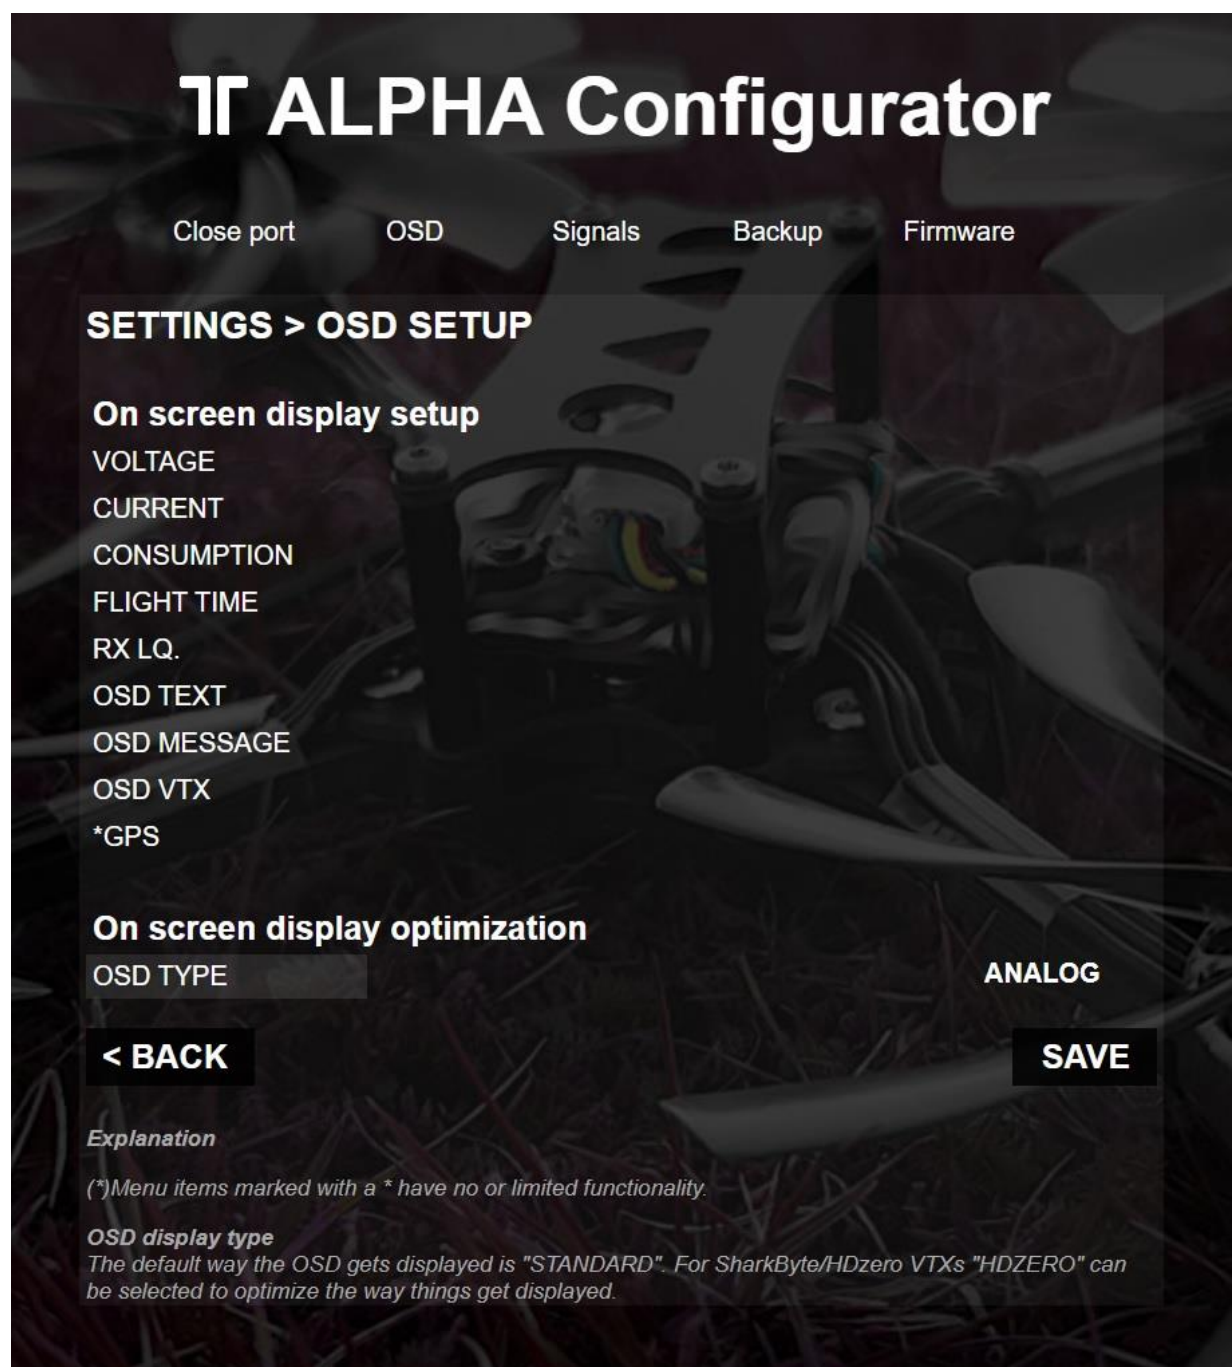 ALPHA Configurator
Close port OSD Signals Backup Firmware
SETTINGS > OSD SETUP
On screen display setup
VOLTAGE
CURRENT
CONSUMPTION
FLIGHT TIME
RX LQ.
OSD TEXT
OSD MESSAGE
OSD VTX
*GPS
On screen display optimization
OSD TYPE ANALOG
< BACK SAVE
Explanation
(*)Menu items marked with a * have no or limited functionality.
OSD display type
The default way the OSD gets displayed is "STANDARD". For SharkByte/HDzero VTXs "HDZERO" can
be selected to optimize the way things get displayed.